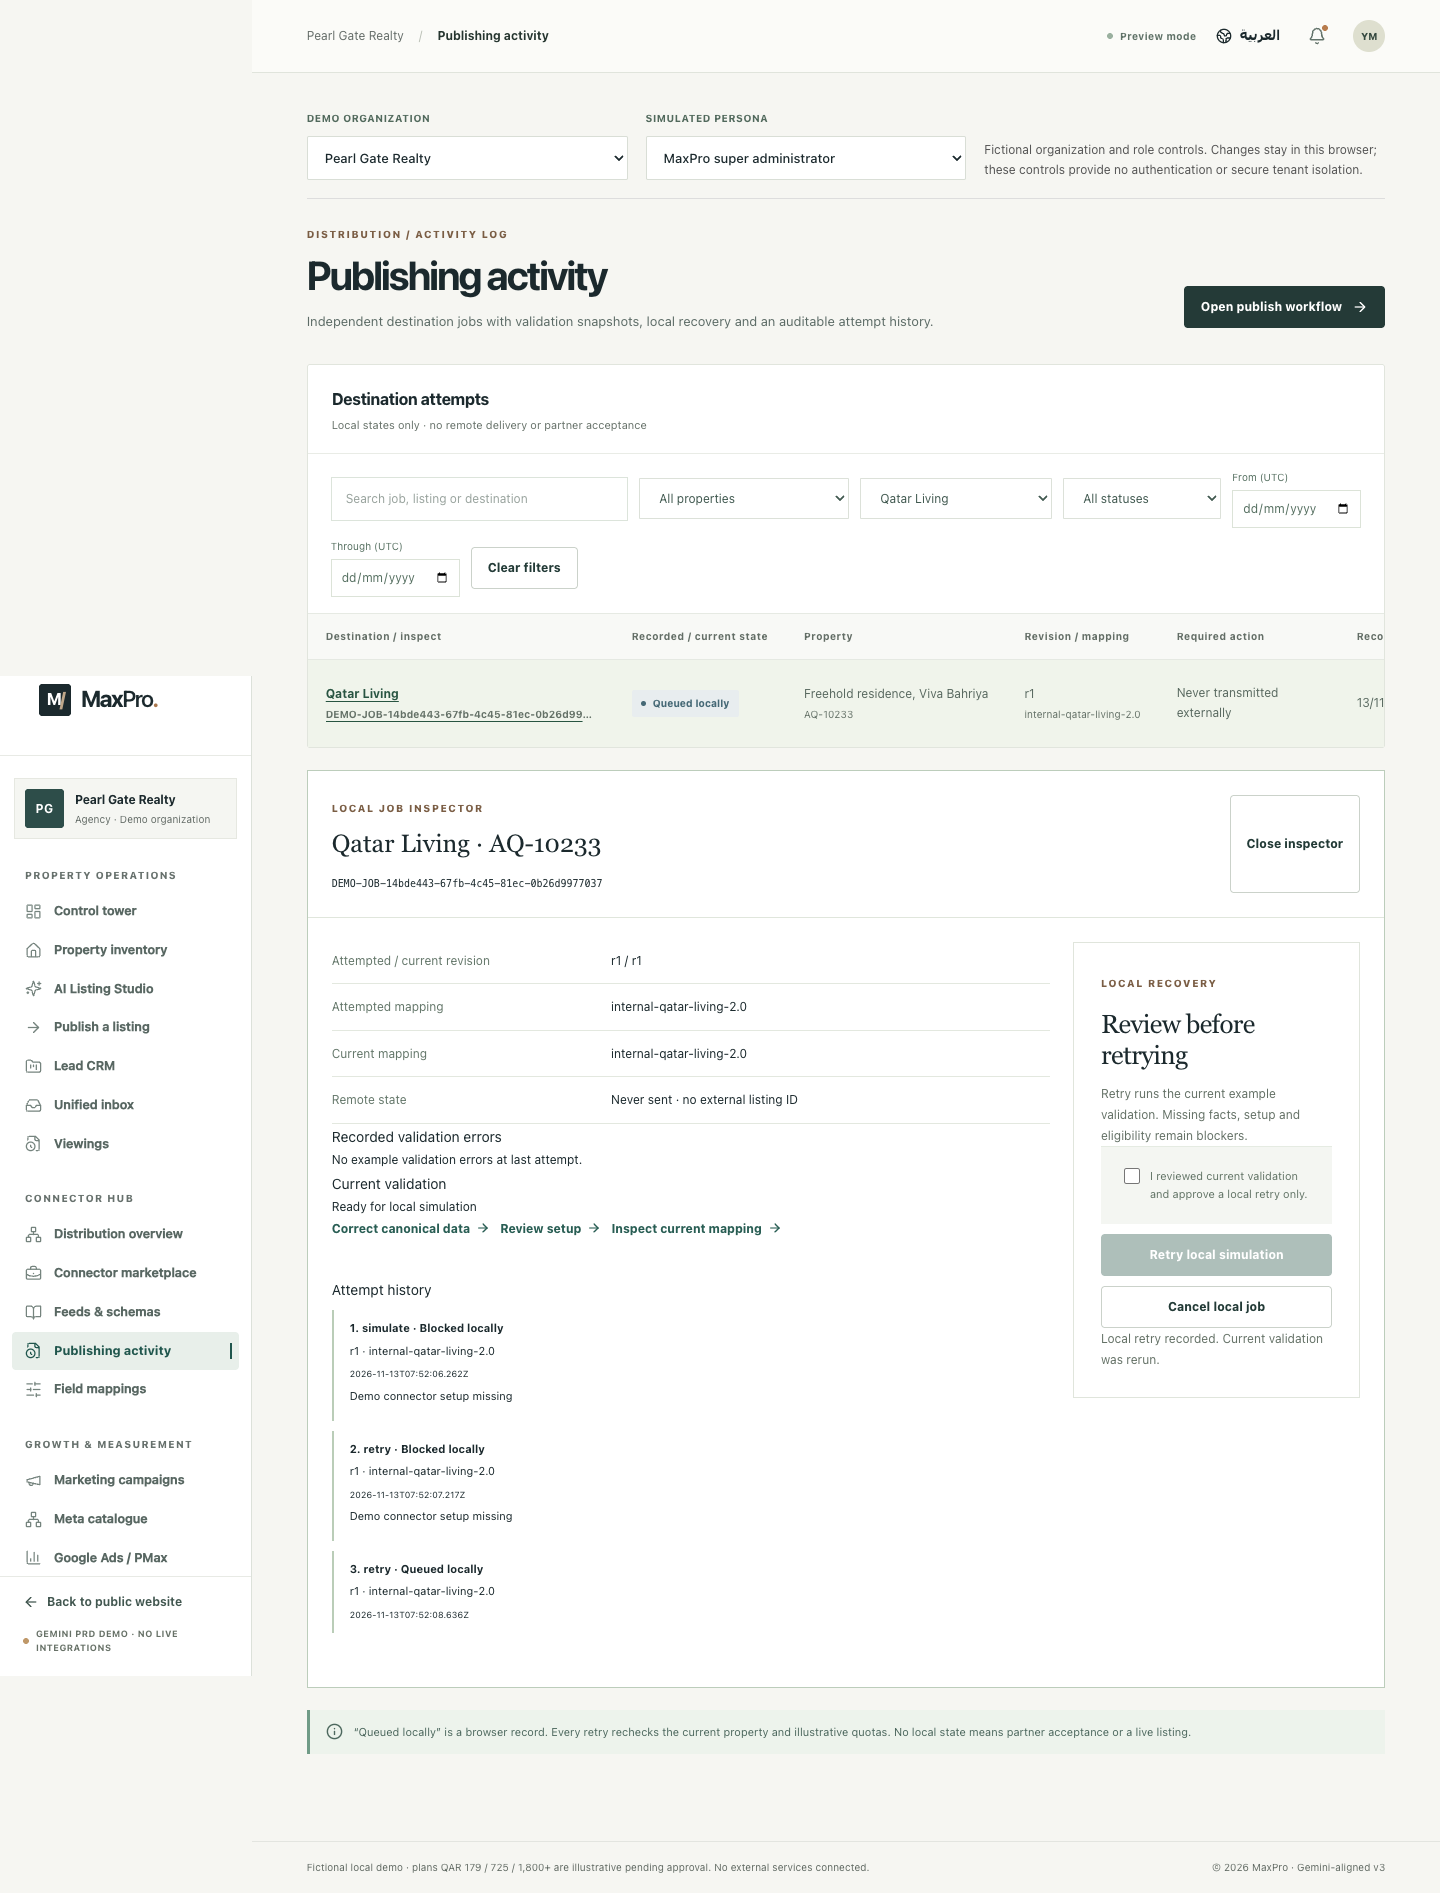 Pearl Gate Realty / Publishing activity
Preview mode
العربية
YM
DEMO ORGANIZATION
Pearl Gate Realty
SIMULATED PERSONA
MaxPro super administrator
Fictional organization and role controls. Changes stay in this browser;
these controls provide no authentication or secure tenant isolation.
DISTRIBUTION / ACTIVITY LOG
Publishing activity
Independent destination jobs with validation snapshots, local recovery and an auditable attempt history.
Open publish workflow
Destination attempts
Local states only · no remote delivery or partner acceptance
Search job, listing or destination
All properties
Qatar Living
All statuses
From (UTC)
dd/mm/yyyy
Through (UTC)
dd/mm/yyyy
Clear filters
Destination / inspect
Recorded / current state
Property
Revision / mapping
Required action
Reco
Qatar Living
DEMO-JOB-14bde443-67fb-4c45-81ec-0b26d99...
Queued locally
Freehold residence, Viva Bahriya
AQ-10233
r1
internal-qatar-living-2.0
Never transmitted
externally
13/11
LOCAL JOB INSPECTOR
Qatar Living · AQ-10233
DEMO-JOB-14bde443-67fb-4c45-81ec-0b26d9977037
Close inspector
Attempted / current revision
r1 / r1
Attempted mapping
internal-qatar-living-2.0
Current mapping
internal-qatar-living-2.0
Remote state
Never sent · no external listing ID
Recorded validation errors
No example validation errors at last attempt.
Current validation
Ready for local simulation
Correct canonical data
Review setup
Inspect current mapping
Attempt history
1. simulate · Blocked locally
r1 · internal-qatar-living-2.0
2026-11-13T07:52:06.262Z
Demo connector setup missing
2. retry · Blocked locally
r1 · internal-qatar-living-2.0
2026-11-13T07:52:07.217Z
Demo connector setup missing
3. retry · Queued locally
r1 · internal-qatar-living-2.0
2026-11-13T07:52:08.636Z
LOCAL RECOVERY
Review before
retrying
Retry runs the current example
validation. Missing facts, setup and
eligibility remain blockers.
I reviewed current validation
and approve a local retry only.
Retry local simulation
Cancel local job
Local retry recorded. Current validation
was rerun.
"Queued locally" is a browser record. Every retry rechecks the current property and illustrative quotas. No local state means partner acceptance or a live listing.
M/ MaxPro.
PG
Pearl Gate Realty
Agency · Demo organization
PROPERTY OPERATIONS
Control tower
Property inventory
AI Listing Studio
Publish a listing
Lead CRM
Unified inbox
Viewings
CONNECTOR HUB
Distribution overview
Connector marketplace
Feeds & schemas
Publishing activity
Field mappings
GROWTH & MEASUREMENT
Marketing campaigns
Meta catalogue
Google Ads / PMax
Back to public website
GEMINI PRD DEMO · NO LIVE
INTEGRATIONS
Fictional local demo · plans QAR 179 / 725 / 1,800+ are illustrative pending approval. No external services connected.
© 2026 MaxPro · Gemini-aligned v3